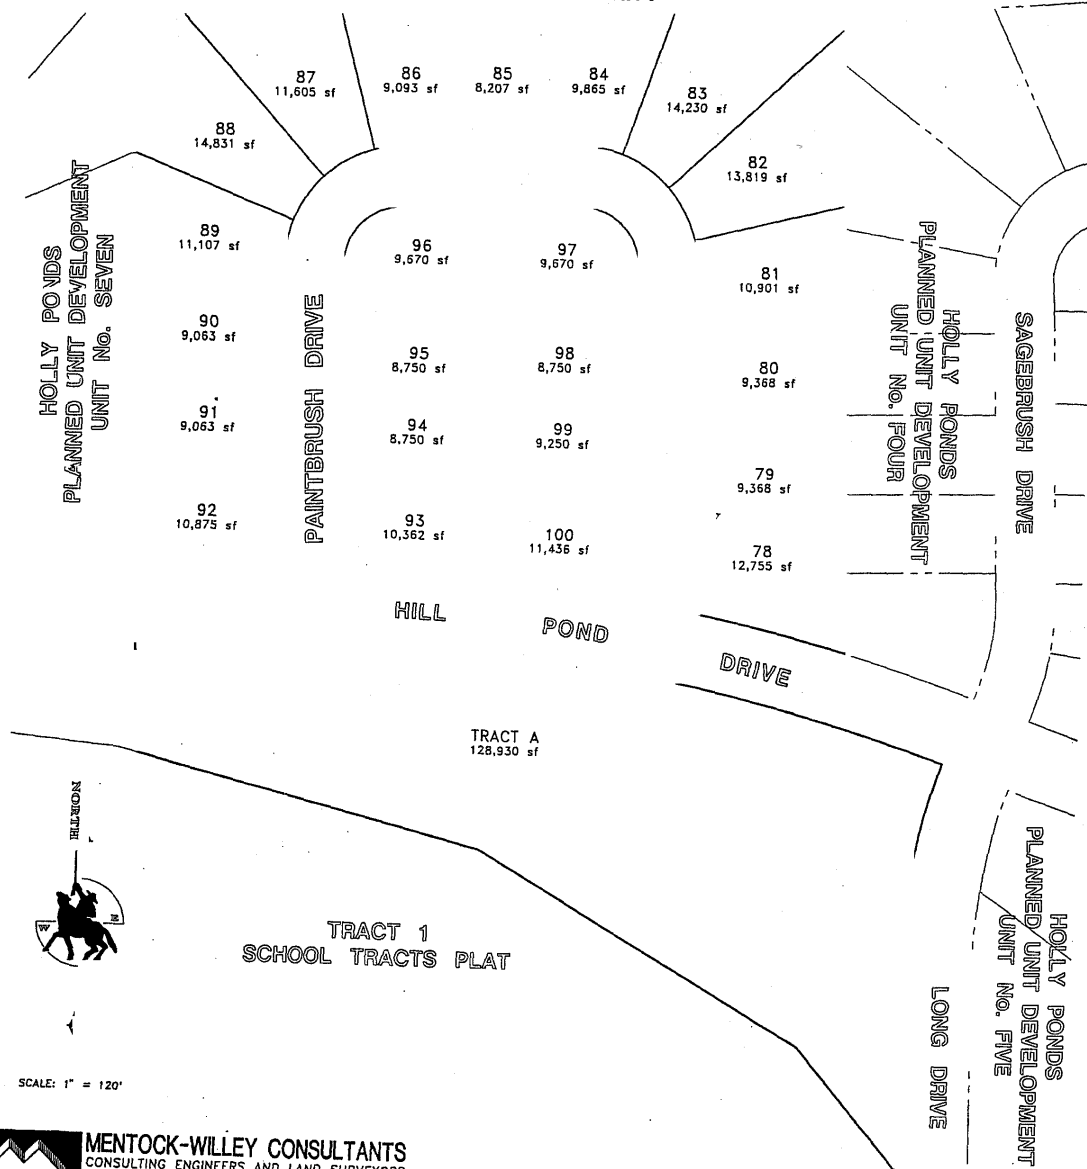 87
11,605 sf
86
9,093 sf
85
8,207 sf
84
9,865 sf
83
14,230 sf
88
14,831 sf
82
13,819 sf
89
11,107 sf
96
9,670 sf
97
9,670 sf
81
10,901 sf
90
9,063 sf
95
8,750 sf
98
8,750 sf
80
9,368 sf
91
9,063 sf
94
8,750 sf
99
9,250 sf
79
9,368 sf
92
10,875 sf
93
10,362 sf
100
11,436 sf
78
12,755 sf
HOLLY PONDS
PLANNED UNIT DEVELOPMENT
UNIT No. SEVEN
PAINTBRUSH DRIVE
HOLLY PONDS
PLANNED UNIT DEVELOPMENT
UNIT No. FOUR
SAGEBRUSH DRIVE
HILL POND DRIVE
TRACT A
128,930 sf
NORTH
W
E
TRACT 1
SCHOOL TRACTS PLAT
HOLLY PONDS
PLANNED UNIT DEVELOPMENT
UNIT No. FIVE
LONG DRIVE
SCALE: 1" = 120'
MENTOCK-WILLEY CONSULTANTS
CONSULTING ENGINEERS AND LAND SURVEYORS